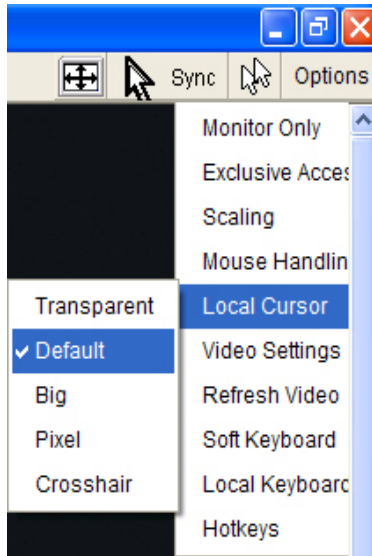 Sync Options
Monitor Only
Exclusive Acces
Scaling
Mouse Handlin
Local Cursor
Video Settings
Refresh Video
Soft Keyboard
Local Keyboard
Hotkeys
Transparent
Default
Big
Pixel
Crosshair